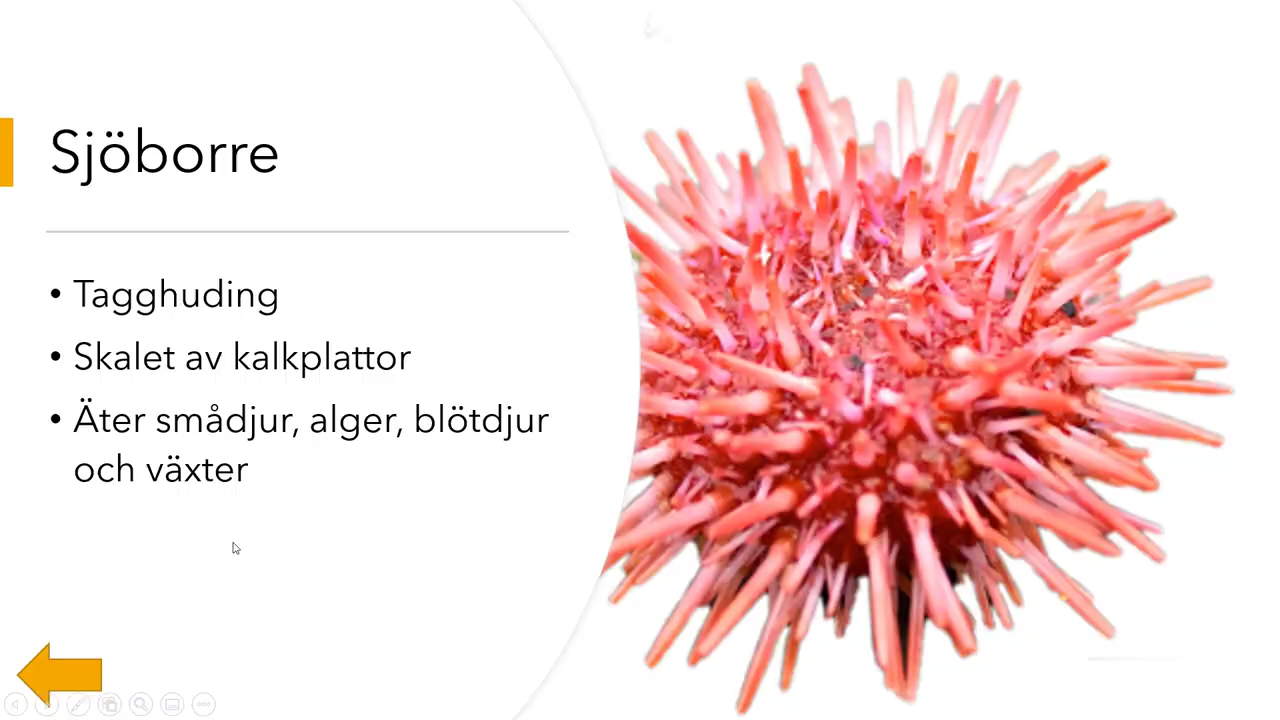 Sjöborre
• Tagghuding
• Skalet av kalkplattor
• Äter smådjur, alger, blötdjur
och växter